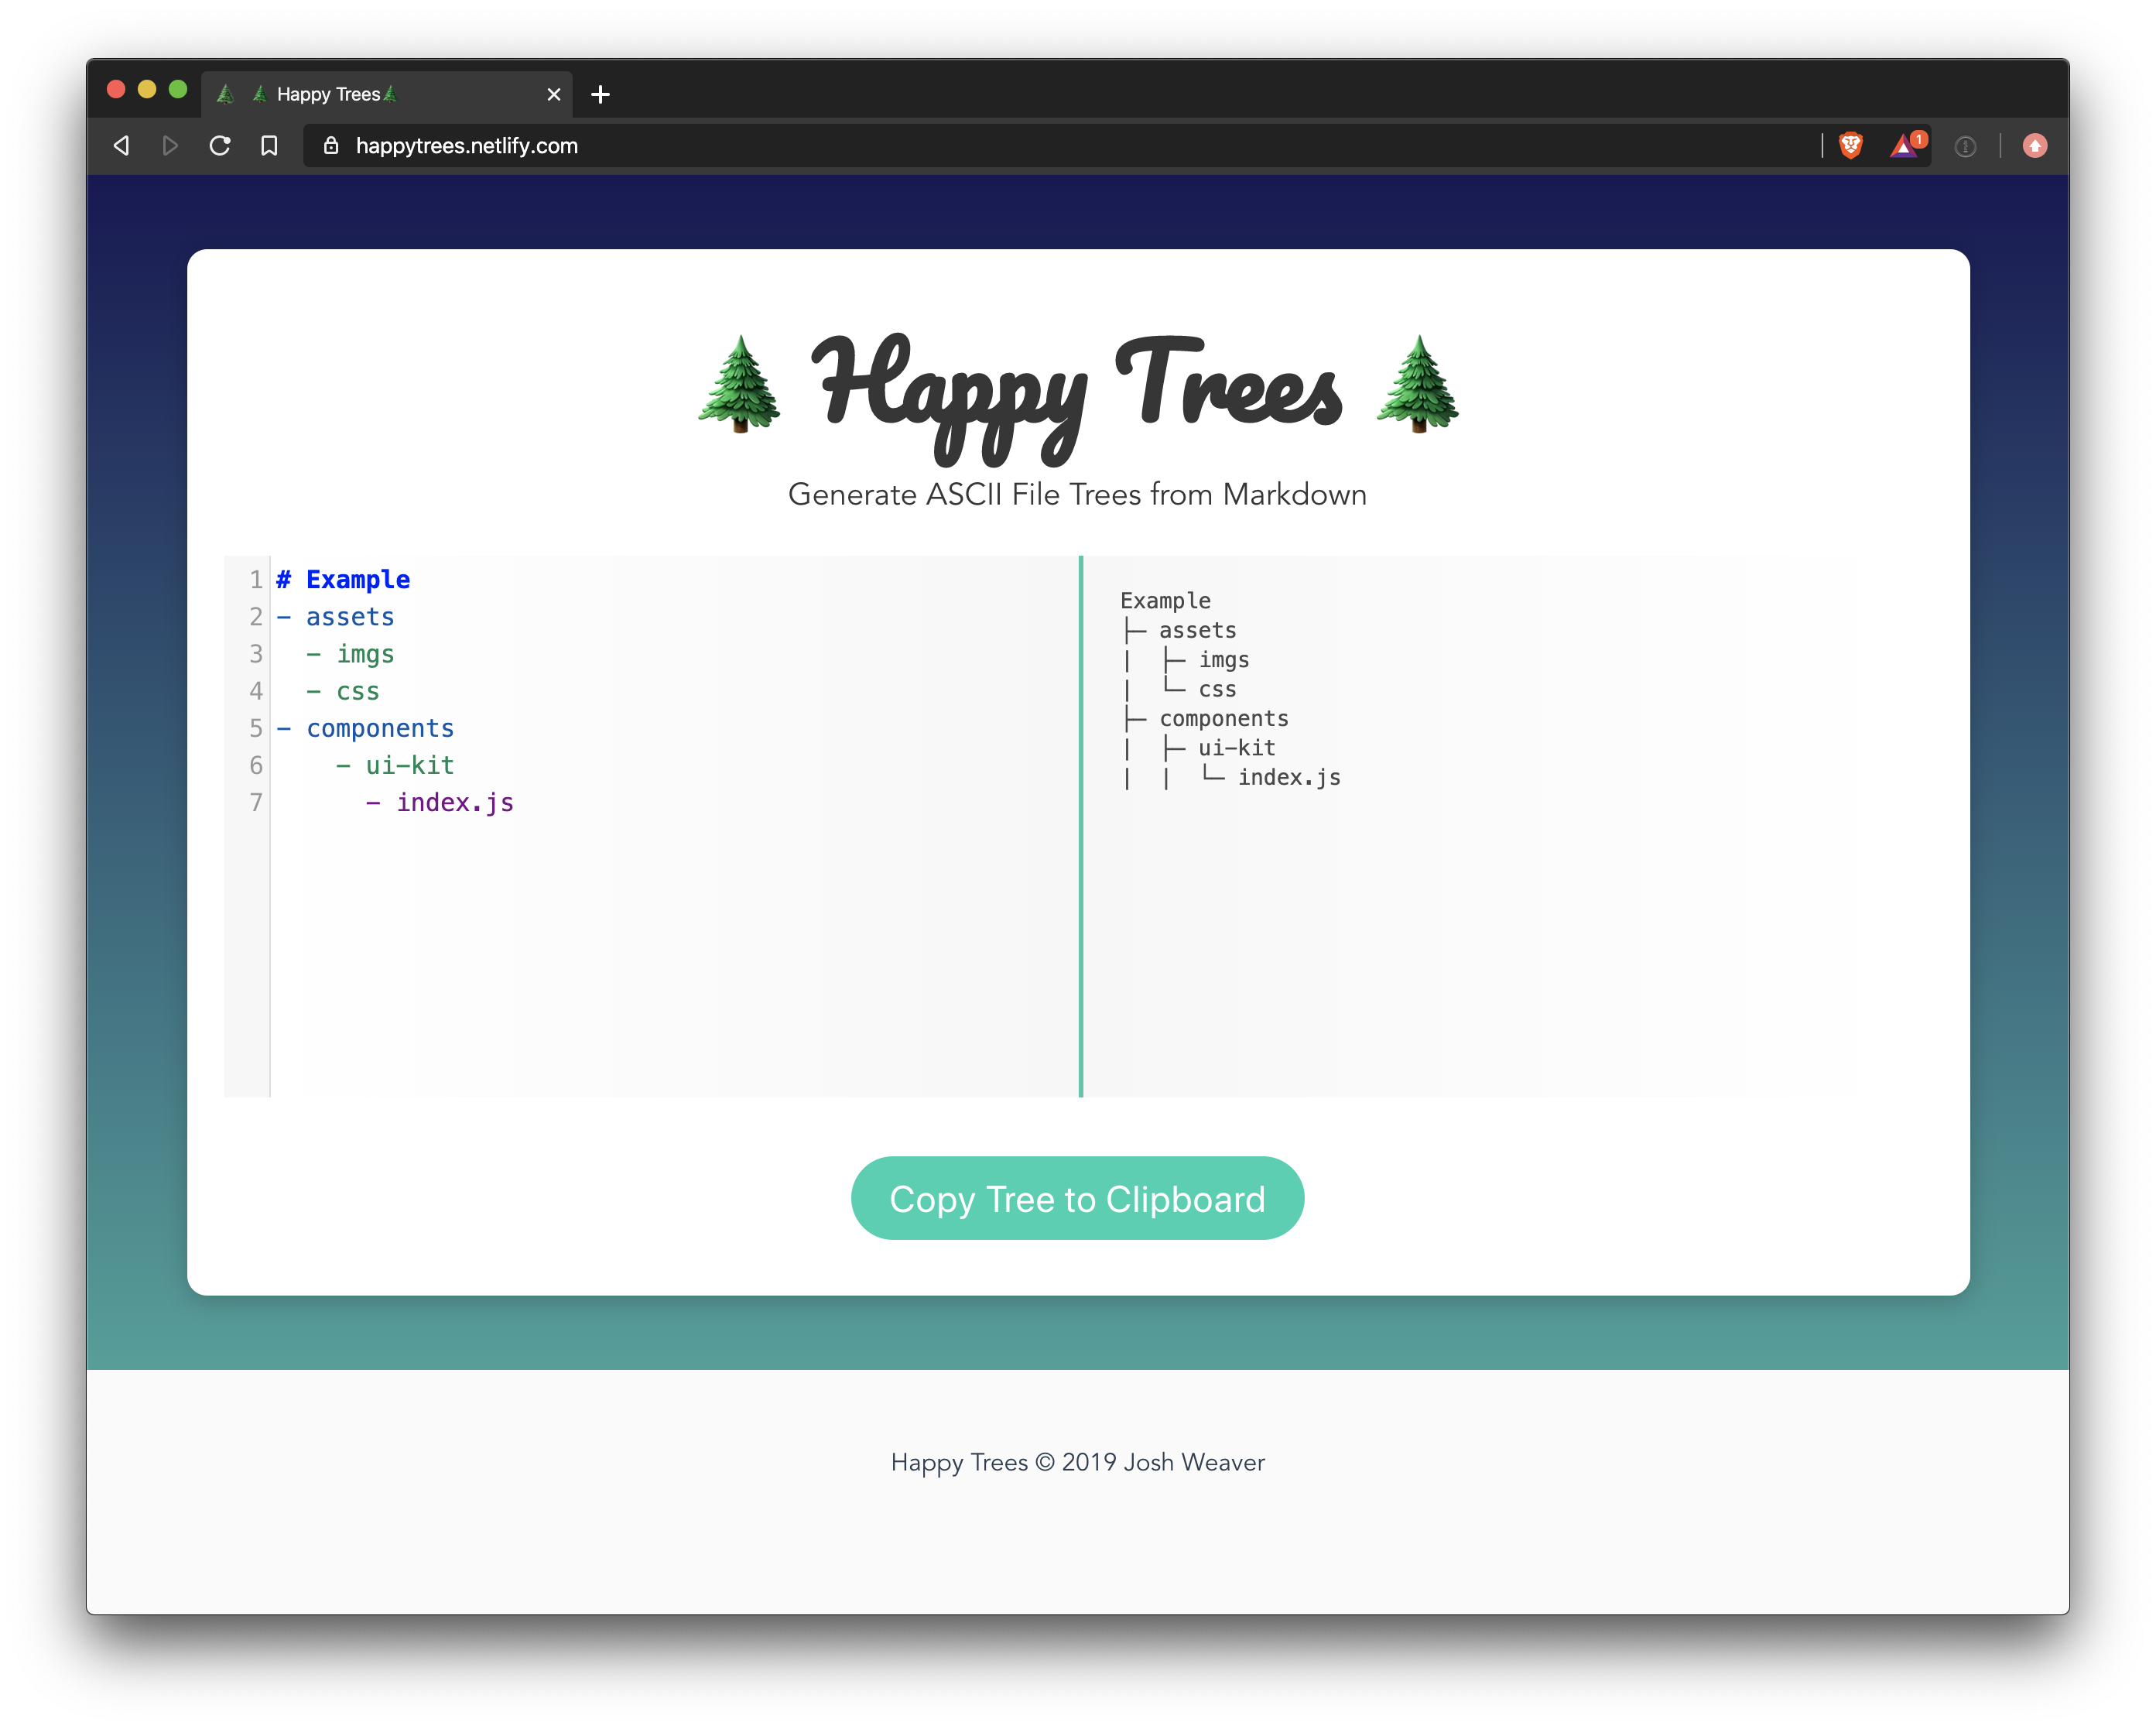 🌲 Happy Trees🌲
happytrees.netlify.com
1
🌲 Happy Trees 🌲
Generate ASCII File Trees from Markdown
1 # Example
2 - assets
3   - imgs
4   - css
5 - components
6     - ui-kit
7       - index.js
Example
├─ assets
│  ├─ imgs
│  └─ css
├─ components
│  ├─ ui-kit
│  │  └─ index.js
Copy Tree to Clipboard
Happy Trees © 2019 Josh Weaver